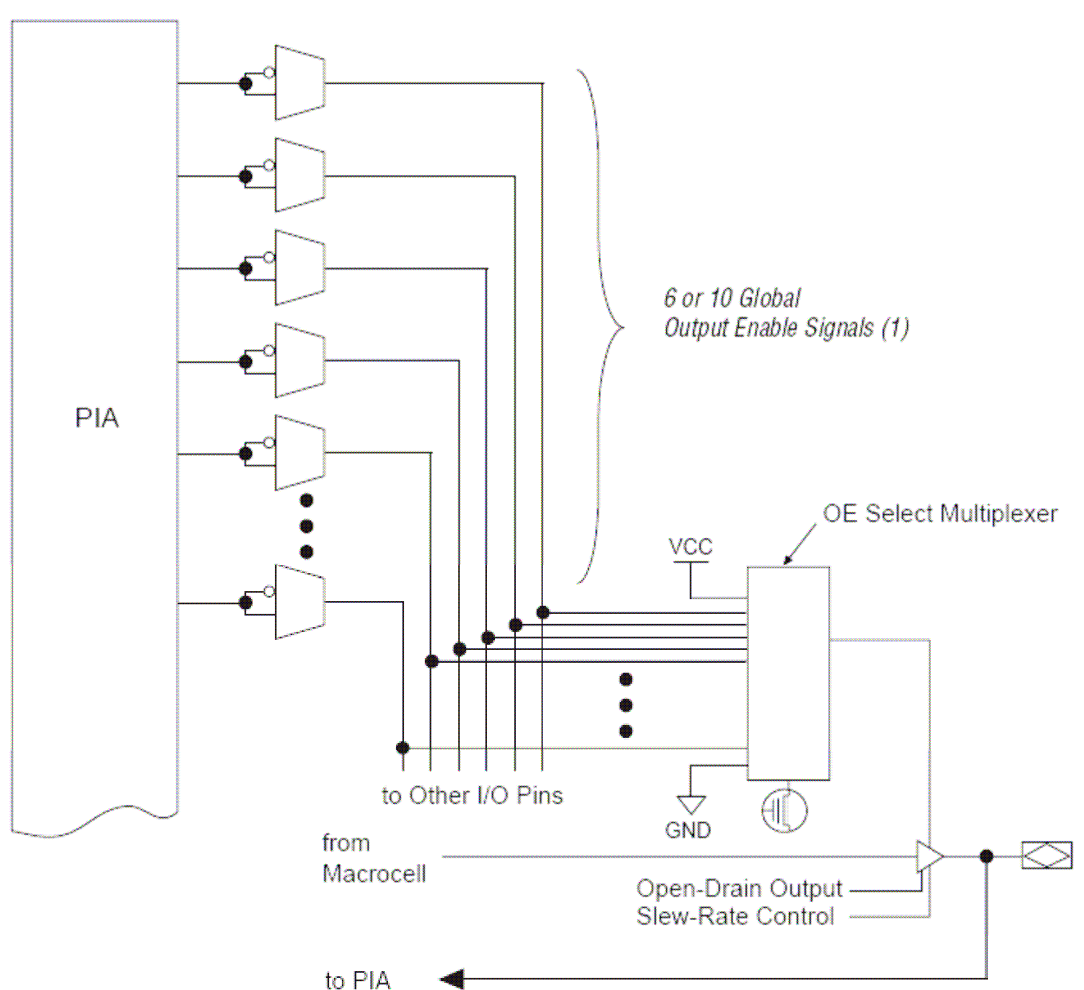 6 or 10 Global
Output Enable Signals (1)
PIA
OE Select Multiplexer
VCC
to Other I/O Pins
GND
from
Macrocell
Open-Drain Output
Slew-Rate Control
to PIA